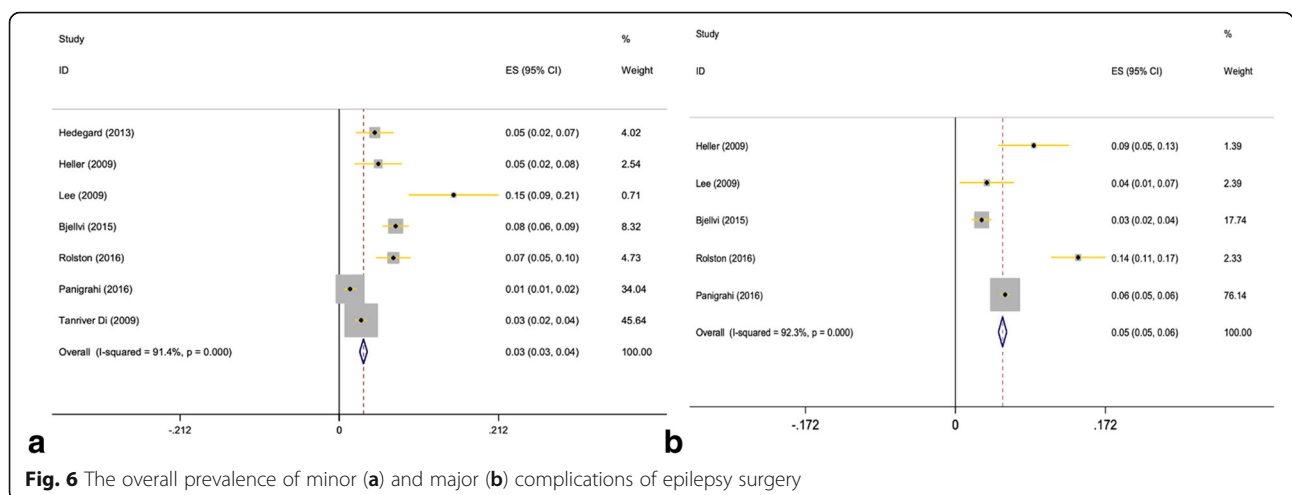 Study %
ID ES (95% CI) Weight
Hedegard (2013) 0.05 (0.02, 0.07) 4.02
Heller (2009) 0.05 (0.02, 0.08) 2.54
Lee (2009) 0.15 (0.09, 0.21) 0.71
Bjellvi (2015) 0.08 (0.06, 0.09) 8.32
Rolston (2016) 0.07 (0.05, 0.10) 4.73
Panigrahi (2016) 0.01 (0.01, 0.02) 34.04
Tanriver Di (2009) 0.03 (0.02, 0.04) 45.64
Overall (I-squared = 91.4%, p = 0.000) 0.03 (0.03, 0.04) 100.00
-.212 0 .212
a
Study %
ID ES (95% CI) Weight
Heller (2009) 0.09 (0.05, 0.13) 1.39
Lee (2009) 0.04 (0.01, 0.07) 2.39
Bjellvi (2015) 0.03 (0.02, 0.04) 17.74
Rolston (2016) 0.14 (0.11, 0.17) 2.33
Panigrahi (2016) 0.06 (0.05, 0.06) 76.14
Overall (I-squared = 92.3%, p = 0.000) 0.05 (0.05, 0.06) 100.00
-.172 0 .172
b
Fig. 6 The overall prevalence of minor (a) and major (b) complications of epilepsy surgery